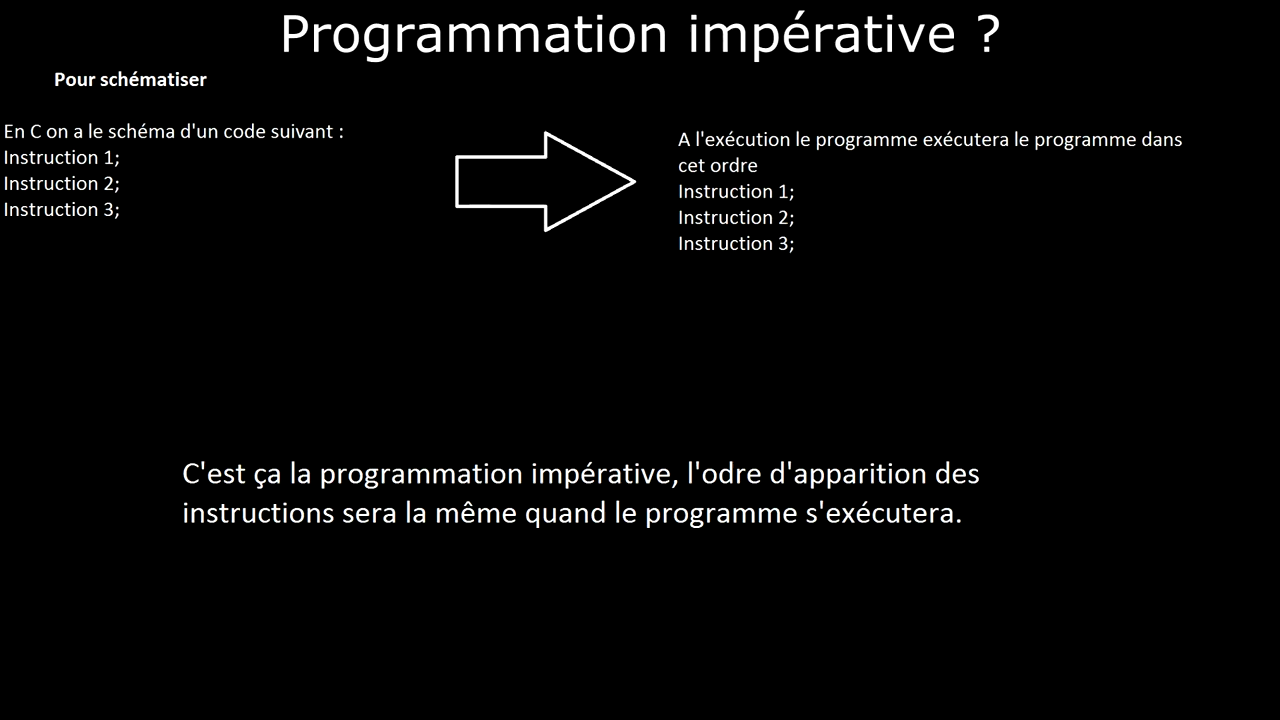 Programmation impérative ?
Pour schématiser
En C on a le schéma d'un code suivant :
Instruction 1;
Instruction 2;
Instruction 3;
A l'exécution le programme exécutera le programme dans
cet ordre
Instruction 1;
Instruction 2;
Instruction 3;
C'est ça la programmation impérative, l'odre d'apparition des
instructions sera la même quand le programme s'exécutera.